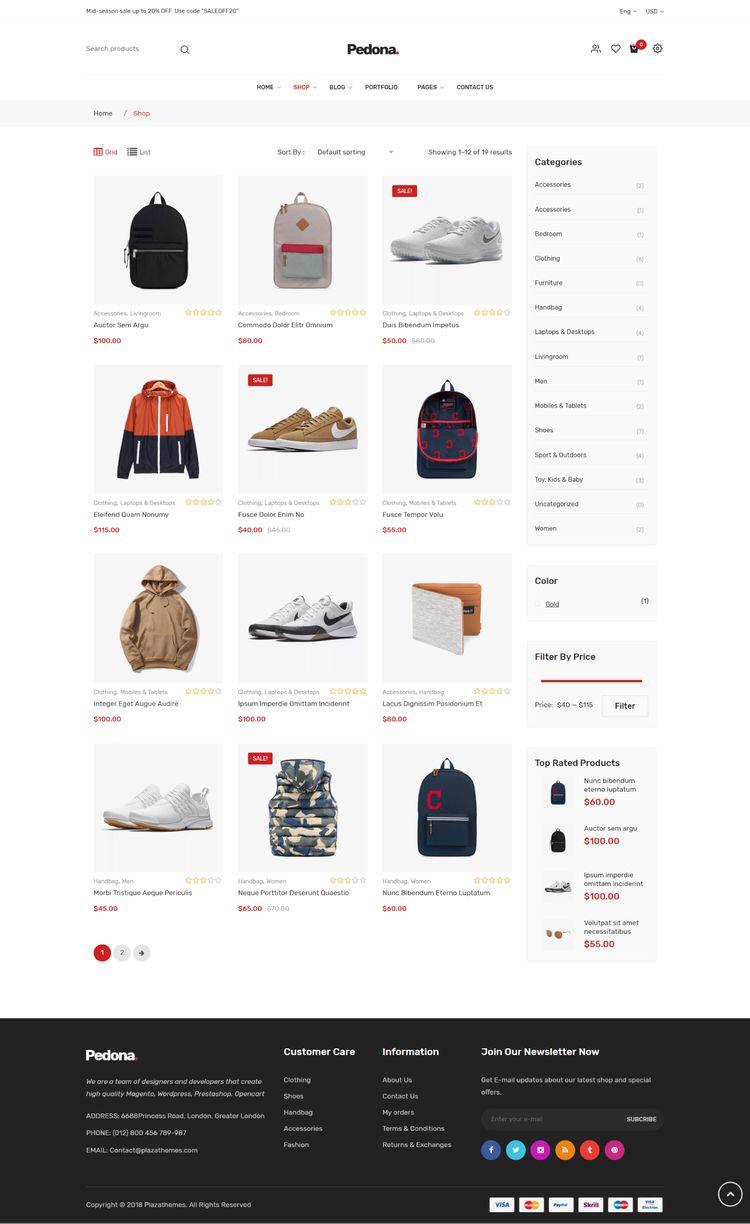 Mid-season sale up to 20% OFF. Use code "SALEOFF20"
Eng USD
Search products
Pedona.
0
HOME SHOP BLOG PORTFOLIO PAGES CONTACT US
Home / Shop
Grid List
Sort By : Default sorting
Showing 1–12 of 19 results
Accessories, Livingroom
Auctor Sem Argu
$100.00
Accessories, Bedroom
Commodo Dolor Elitr Omnium
$80.00
SALE!
Clothing, Laptops & Desktops
Duis Bibendum Impetus
$50.00 $80.00
Clothing, Laptops & Desktops
Eleifend Quam Nonumy
$115.00
SALE!
Clothing, Laptops & Desktops
Fusce Dolor Enim No
$40.00 $45.00
Clothing, Mobiles & Tablets
Fusce Tempor Volu
$55.00
Clothing, Mobiles & Tablets
Integer Eget Augue Audire
$100.00
Clothing, Laptops & Desktops
Ipsum Imperdie Omittam Inciderint
$100.00
Accessories, Handbag
Lacus Dignissim Posidonium Et
$80.00
Handbag, Men
Morbi Tristique Aeque Periculis
$45.00
SALE!
Handbag, Women
Neque Porttitor Deserunt Quaestio
$65.00 $70.00
C
Handbag, Women
Nunc Bibendum Eterno Luptatum
$60.00
1 2
Categories
Accessories (2)
Accessories (1)
Bedroom (1)
Clothing (6)
Furniture (0)
Handbag (4)
Laptops & Desktops (4)
Livingroom (1)
Men (1)
Mobiles & Tablets (2)
Shoes (7)
Sport & Outdoors (4)
Toy, Kids & Baby (3)
Uncategorized (0)
Women (2)
Color
Gold (1)
Filter By Price
Price: $40 — $115 Filter
Top Rated Products
Nunc bibendum
eterno luptatum
$60.00
Auctor sem argu
$100.00
Ipsum imperdie
omittam inciderint
$100.00
Volutpat sit amet
necessitatibus
$55.00
Pedona.
We are a team of designers and developers that create
high quality Magento, Wordpress, Prestashop, Opencart
ADDRESS: 6688Princess Road, London, Greater London
PHONE: (012) 800 456 789-987
EMAIL: Contact@plazathemes.com
Customer Care
Clothing
Shoes
Handbag
Accessories
Fashion
Information
About Us
Contact Us
My orders
Terms & Conditions
Returns & Exchanges
Join Our Newsletter Now
Get E-mail updates about our latest shop and special
offers.
Enter your e-mail SUBCRIBE
Copyright © 2018 Plazathemes. All Rights Reserved
VISA MasterCard PayPal Skrill Maestro VISA Electron